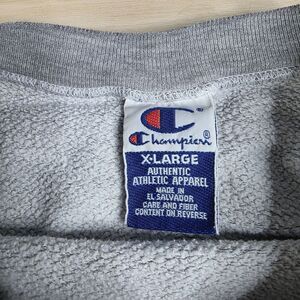 Champion®
X-LARGE
AUTHENTIC
ATHLETIC APPAREL
MADE IN
EL SALVADOR
CARE AND FIBER
CONTENT ON REVERSE